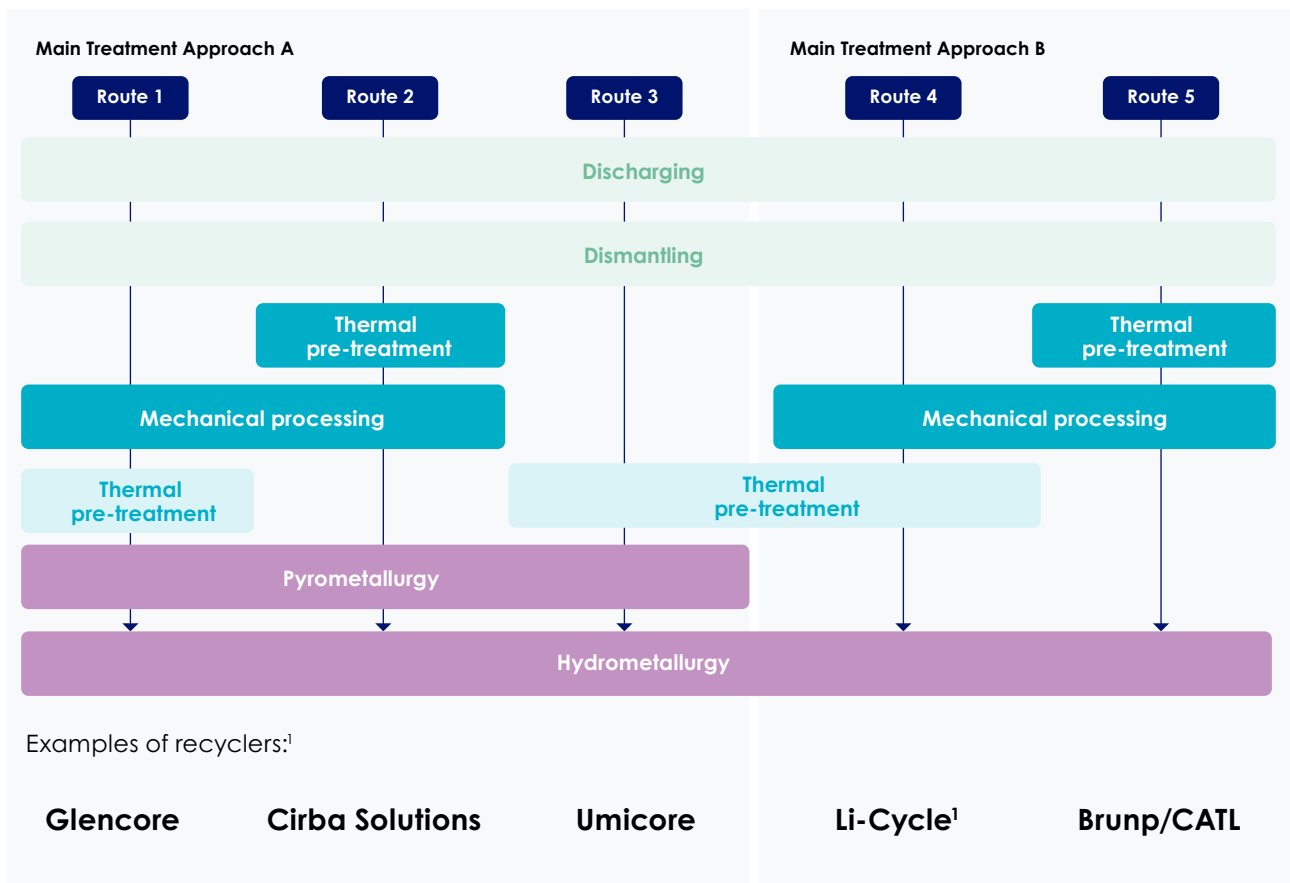 Main Treatment Approach A
Main Treatment Approach B
Route 1
Route 2
Route 3
Route 4
Route 5
Discharging
Dismantling
Thermal
pre-treatment
Thermal
pre-treatment
Mechanical processing
Mechanical processing
Thermal
pre-treatment
Thermal
pre-treatment
Pyrometallurgy
Hydrometallurgy
Examples of recyclers:¹
Glencore
Cirba Solutions
Umicore
Li-Cycle¹
Brunp/CATL